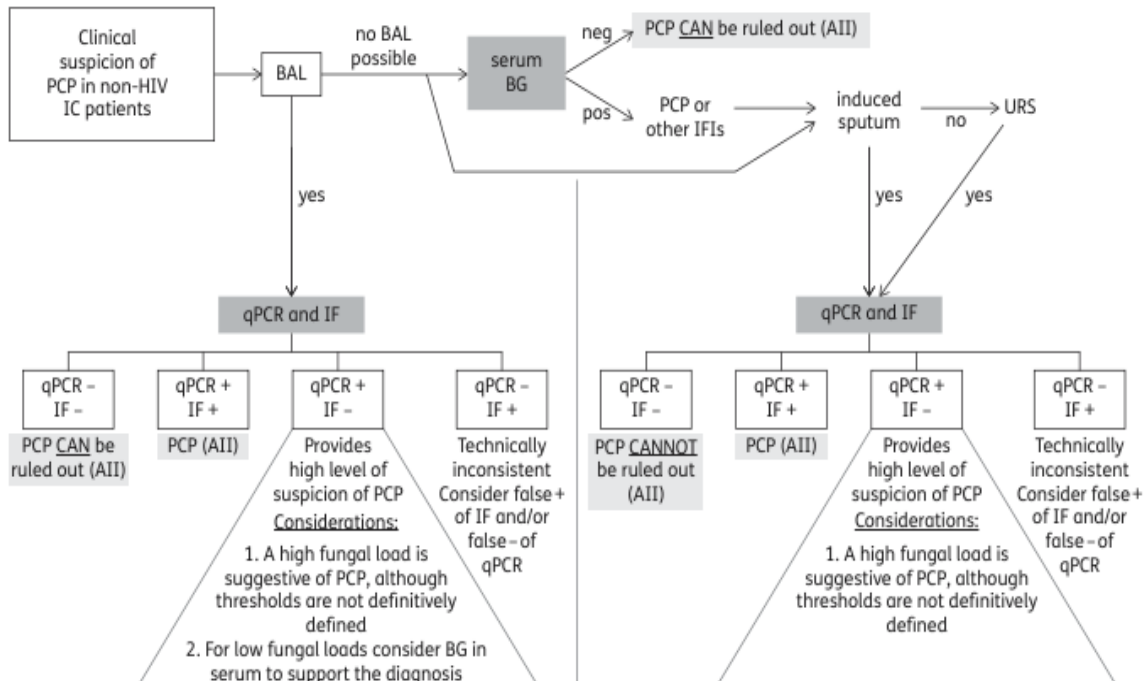 Clinical
suspicion of
PCP in non-HIV
IC patients
BAL
no BAL
possible
serum
BG
neg
PCP CAN be ruled out (AII)
pos
PCP or
other IFIs
induced
sputum
no
URS
yes
yes
yes
qPCR and IF
qPCR –
IF –
PCP CAN be
ruled out (AII)
qPCR +
IF +
PCP (AII)
qPCR +
IF –
Provides
high level of
suspicion of PCP
Considerations:
1. A high fungal load is
suggestive of PCP, although
thresholds are not definitively
defined
2. For low fungal loads consider BG in
serum to support the diagnosis
qPCR –
IF +
Technically
inconsistent
Consider false+
of IF and/or
false–of
qPCR
qPCR and IF
qPCR –
IF –
PCP CANNOT
be ruled out
(AII)
qPCR +
IF +
PCP (AII)
qPCR +
IF –
Provides
high level of
suspicion of PCP
Considerations:
1. A high fungal load is
suggestive of PCP, although
thresholds are not definitively
defined
qPCR –
IF +
Technically
inconsistent
Consider false+
of IF and/or
false–of
qPCR